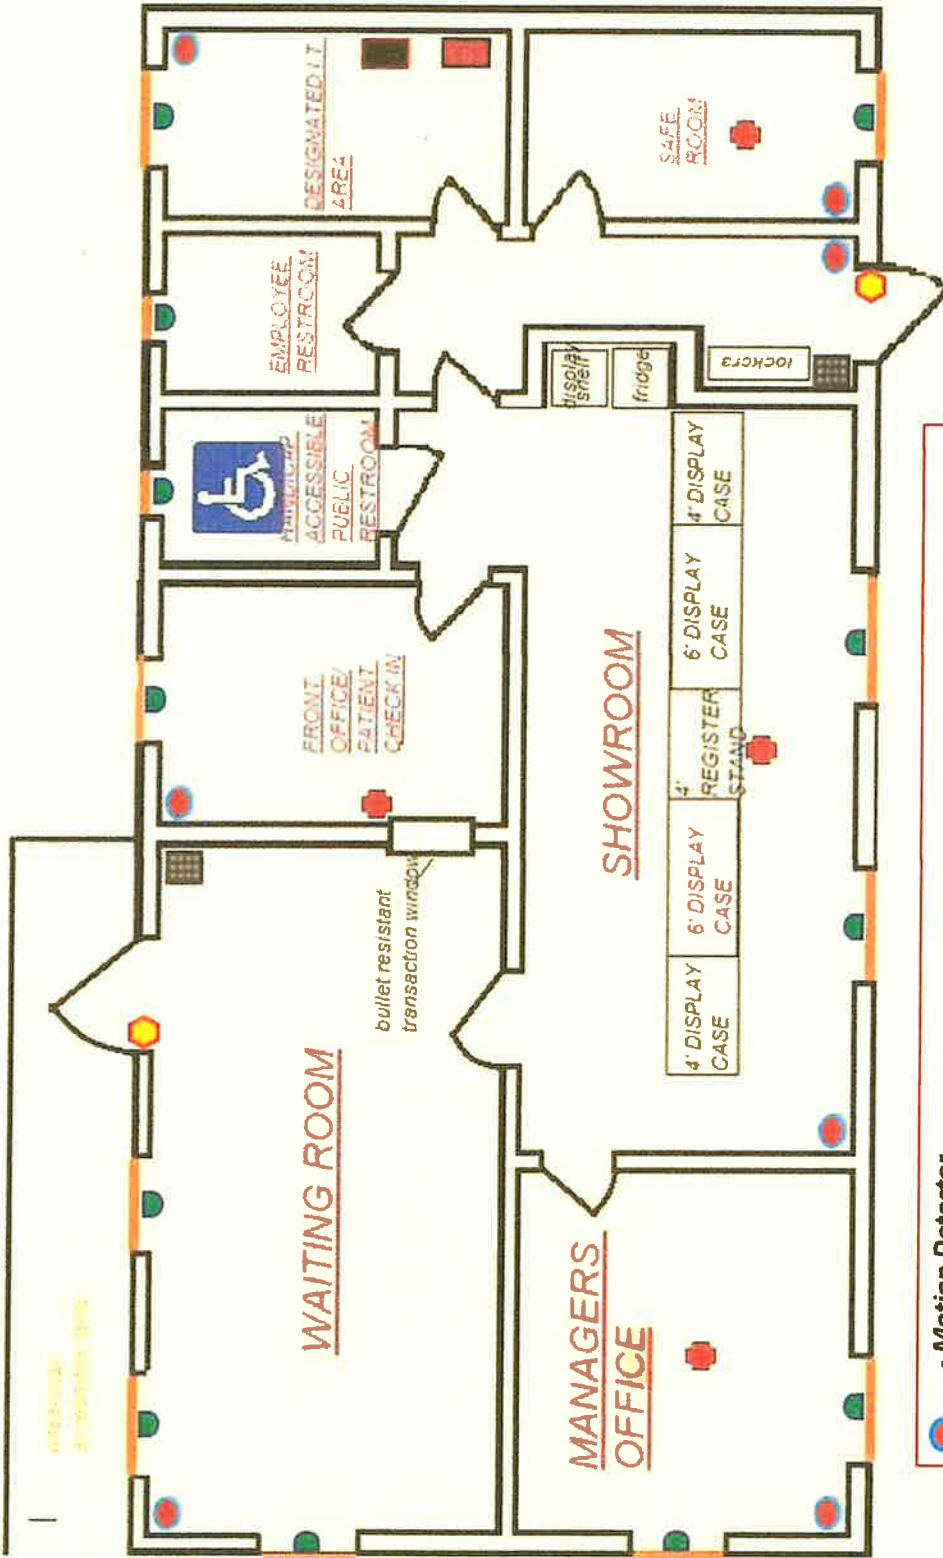 DESIGNATED I.T
AREA
SAFE
ROOM
EMPLOYEE
RESTROOM
HANDICAP
ACCESSIBLE
PUBLIC
RESTROOM
display
shelf
fridge
lockers
FRONT
OFFICE/
PATIENT
CHECK IN
bullet resistant
transaction window
SHOWROOM
4' DISPLAY
CASE
6' DISPLAY
CASE
4'
REGISTER
STAND
6' DISPLAY
CASE
4' DISPLAY
CASE
WAITING ROOM
MANAGERS
OFFICE
- Motion Detector